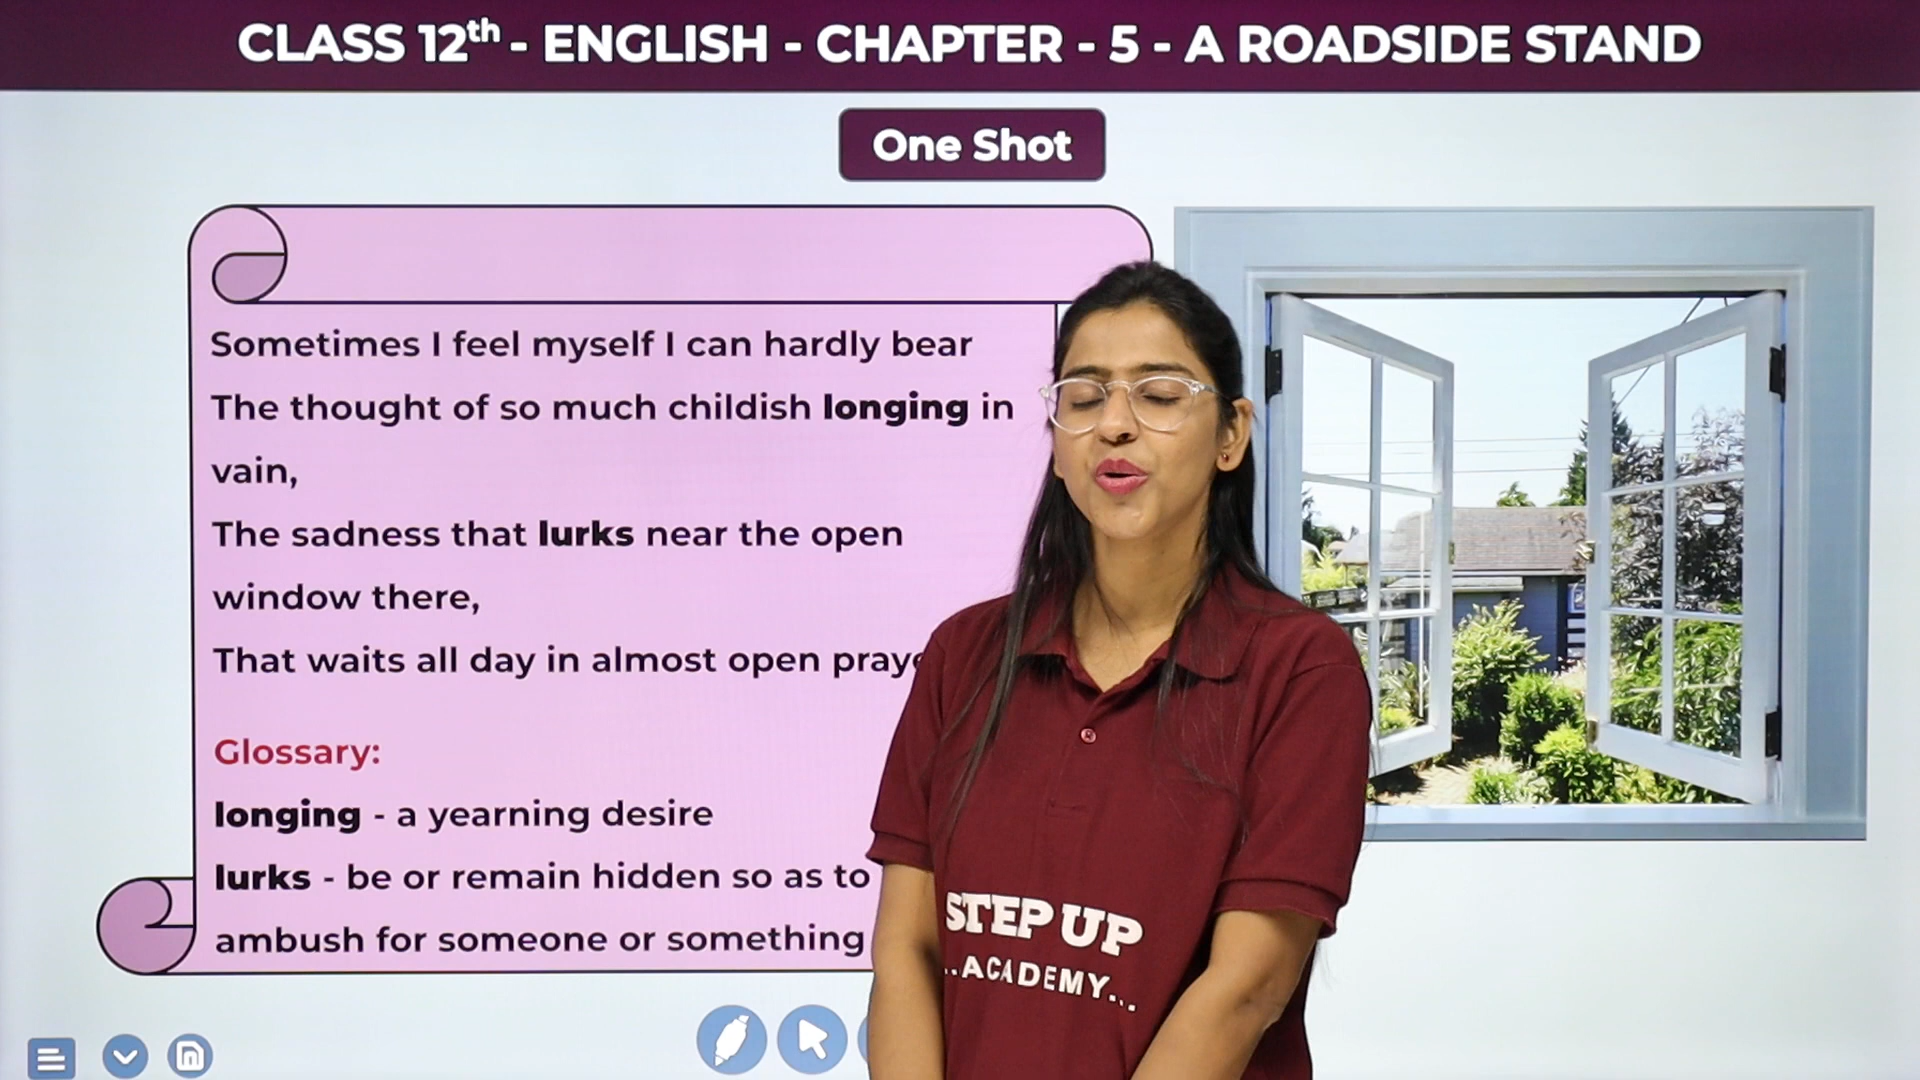 CLASS 12th - ENGLISH - CHAPTER - 5 - A ROADSIDE STAND
One Shot
Sometimes I feel myself I can hardly bear
The thought of so much childish longing in
vain,
The sadness that lurks near the open
window there,
That waits all day in almost open
Glossary:
longing - a yearning desire
lurks - be or remain hidden so as to
ambush for someone or something
STEP UP
..ACADEMY...